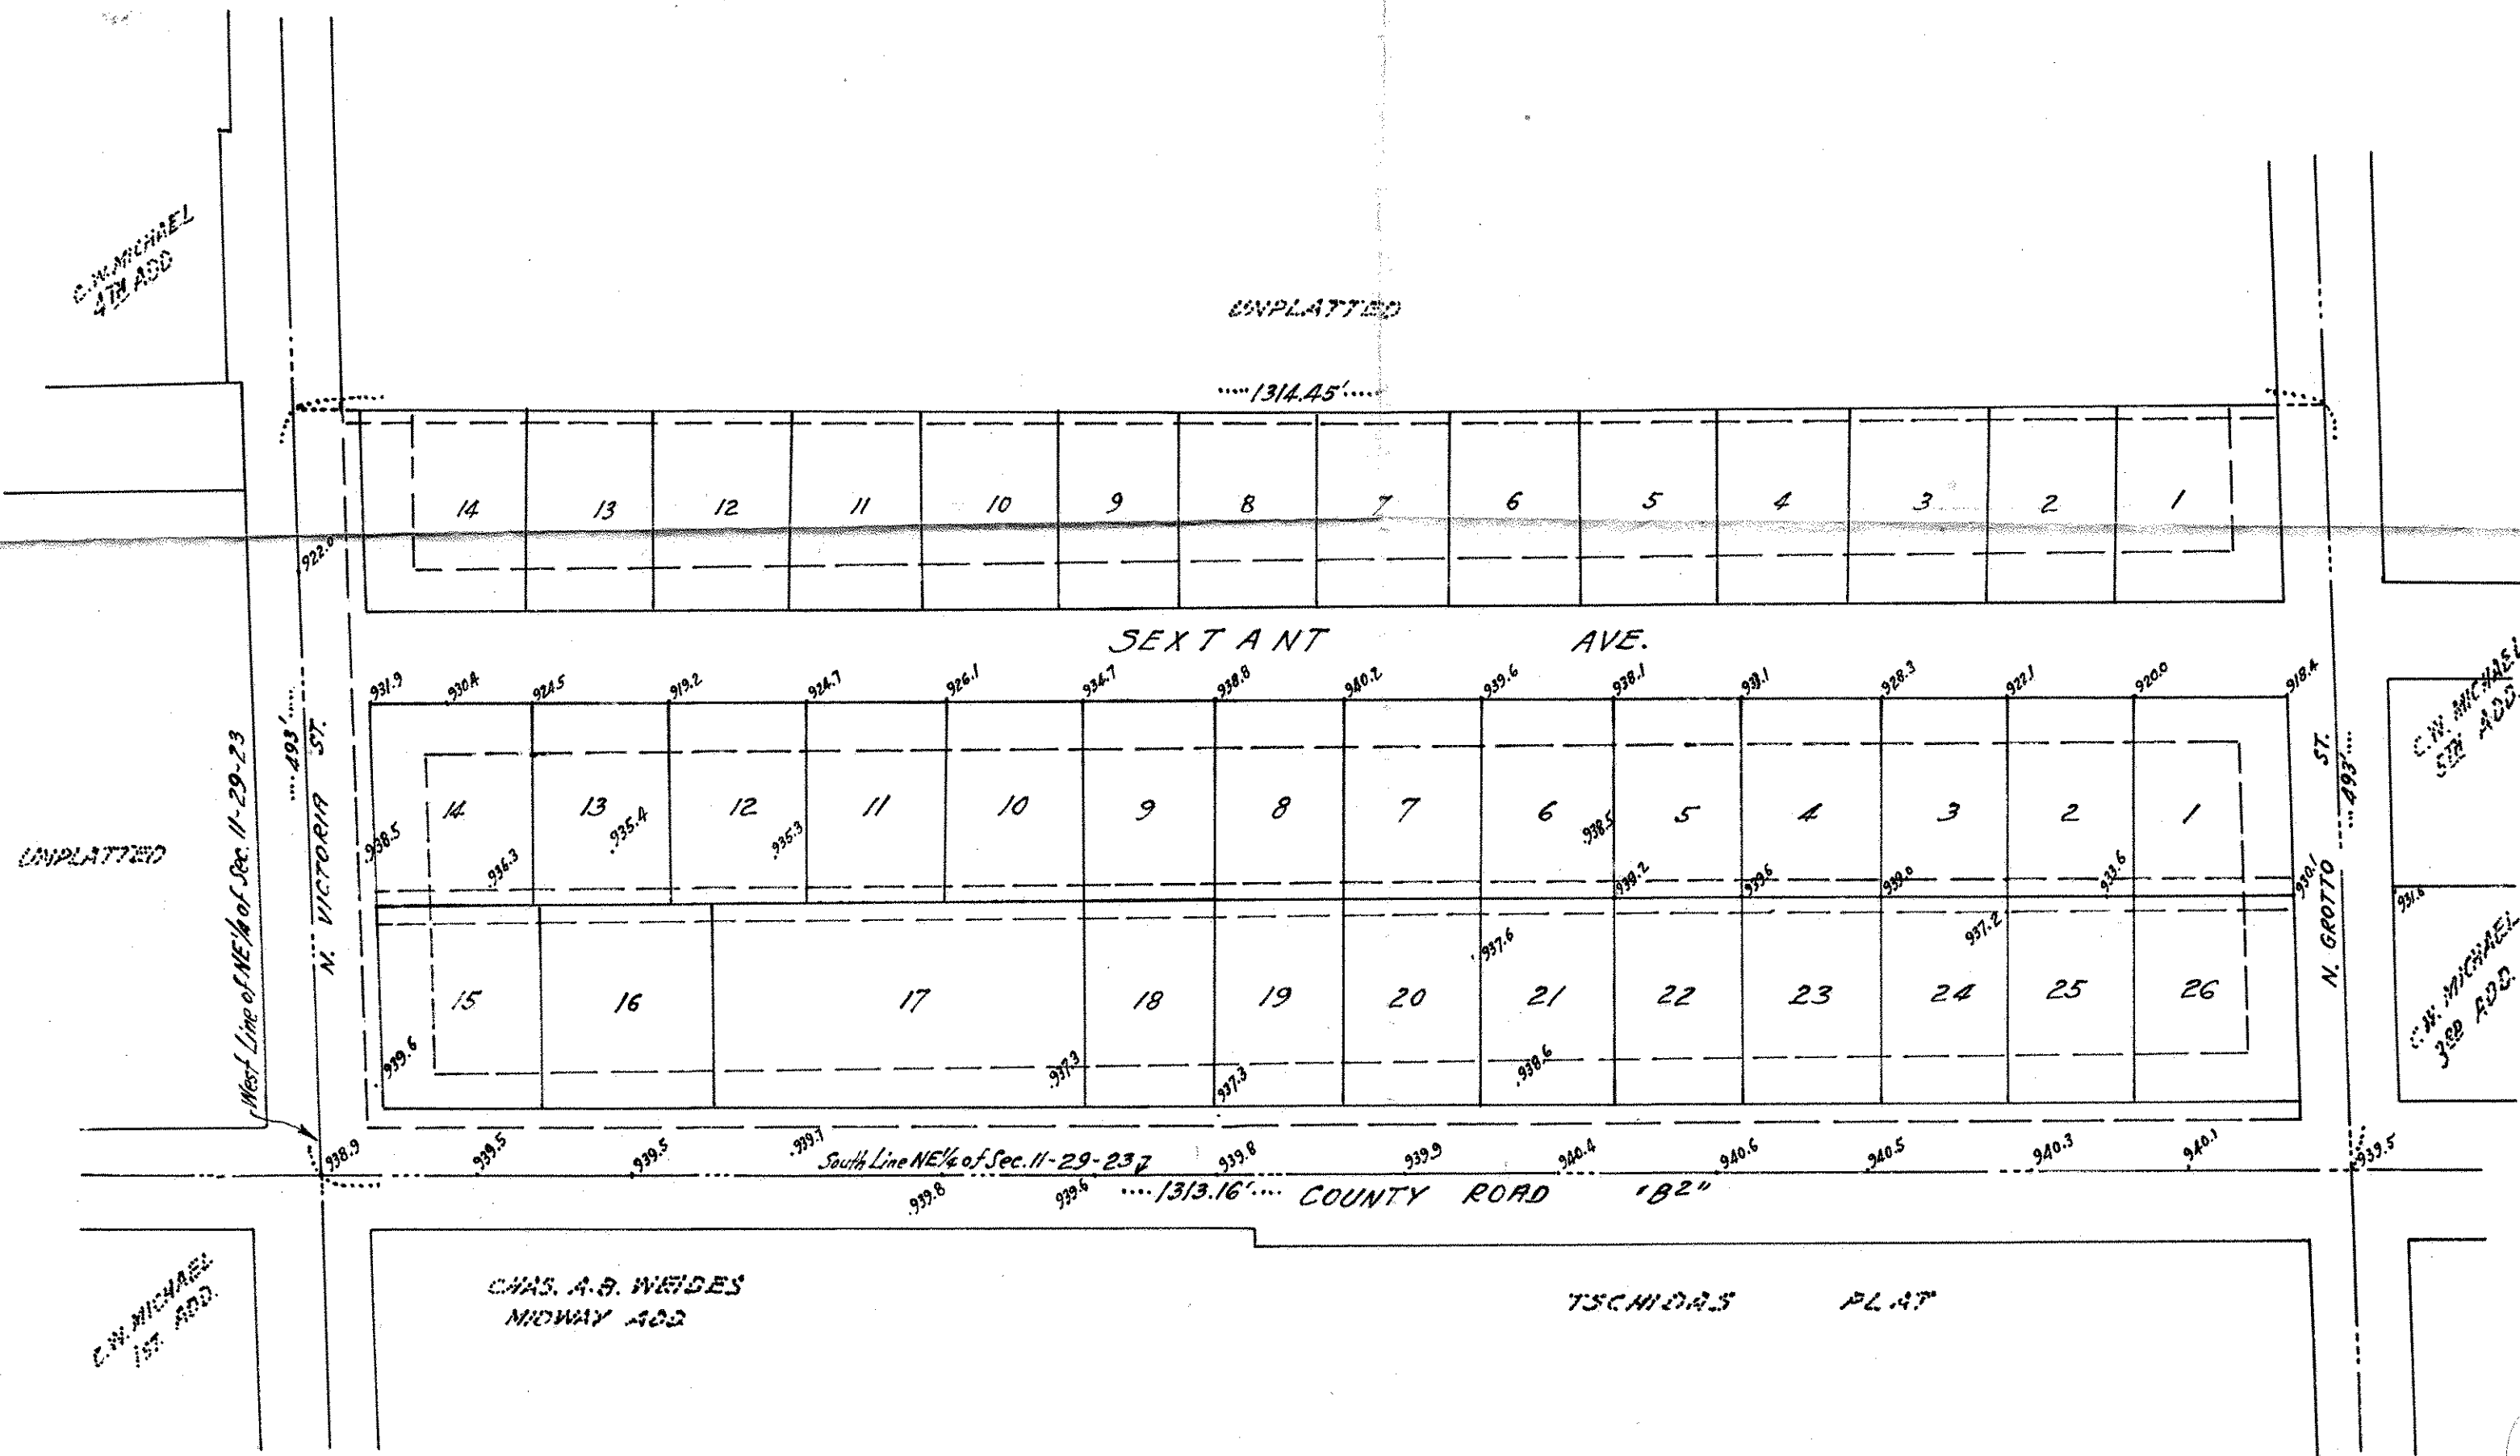 C.W. MICHAEL
4TH ADD
UNPLATTED
1314.45'
14 13 12 11 10 9 8 7 6 5 4 3 2 1
922.0
SEXTANT AVE.
931.9 930.4 924.5 919.2 924.7 926.1 934.7 938.8 940.2 939.6 938.1 928.3 922.1 920.0 918.4
C.W. MICHAEL
5TH ADD.
493'
N. VICTORIA ST.
West Line of NE¼ of Sec. 11-29-23
UNPLATTED
14 13 12 11 10 9 8 7 6 5 4 3 2 1
938.5 936.3 935.4 935.3 938.5 939.2 939.6 939.0 933.6 930.1
N. GROTTO ST.
493'
931.6
C.W. MICHAEL
3RD ADD.
937.6 937.2
15 16 17 18 19 20 21 22 23 24 25 26
939.6 937.3 937.3 938.6
938.9 939.5 939.5 939.7 939.8 939.9 940.4 940.6 940.5 940.3 940.1 939.5
South Line NE¼ of Sec. 11-29-23
939.8 939.6
1313.16' COUNTY ROAD "B2"
C.W. MICHAEL
1ST. ADD.
CHAS. A.B. WEIDES
MIDWAY ADD
TSCHIDAS PLAT